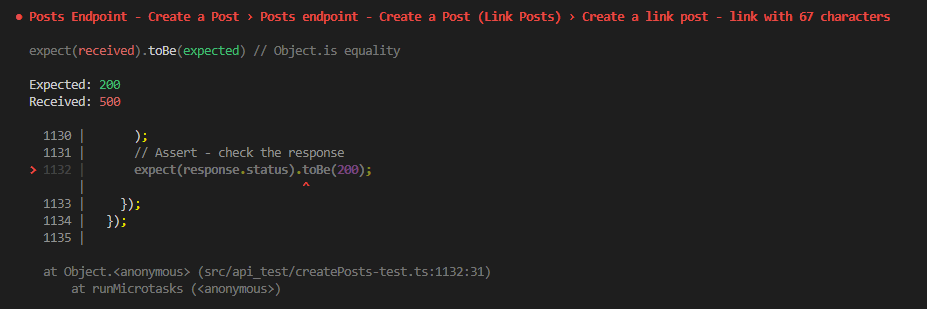 ● Posts Endpoint - Create a Post › Posts endpoint - Create a Post (Link Posts) › Create a link post - link with 67 characters
expect(received).toBe(expected) // Object.is equality
Expected: 200
Received: 500
1130 |       );
1131 |       // Assert - check the response
> 1132 |       expect(response.status).toBe(200);
|                               ^
1133 |     });
1134 |   });
1135 |
at Object.<anonymous> (src/api_test/createPosts-test.ts:1132:31)
at runMicrotasks (<anonymous>)